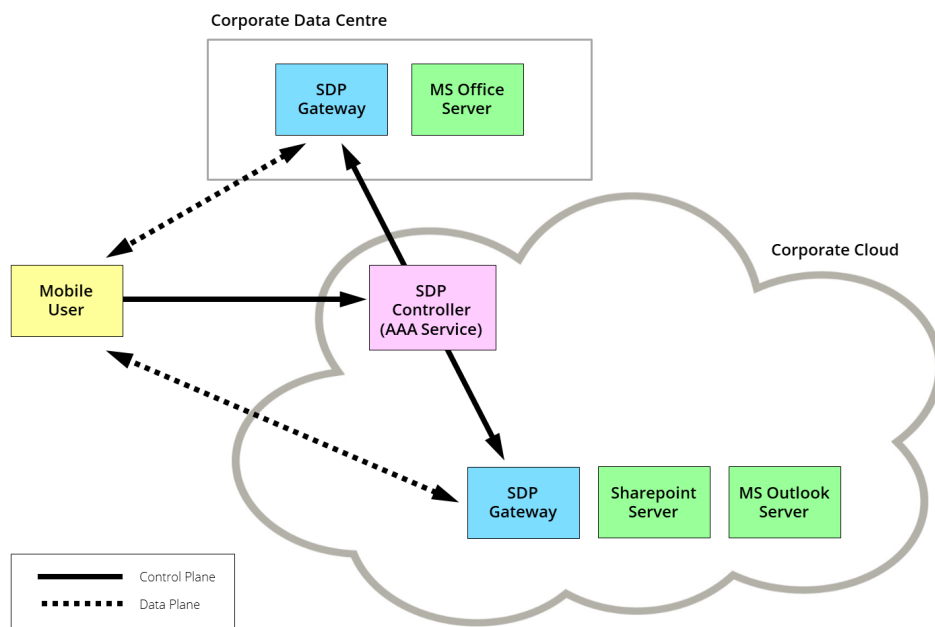 Corporate Data Centre
SDP
Gateway
MS Office
Server
Corporate Cloud
Mobile
User
SDP
Controller
(AAA Service)
SDP
Gateway
Sharepoint
Server
MS Outlook
Server
Control Plane
Data Plane